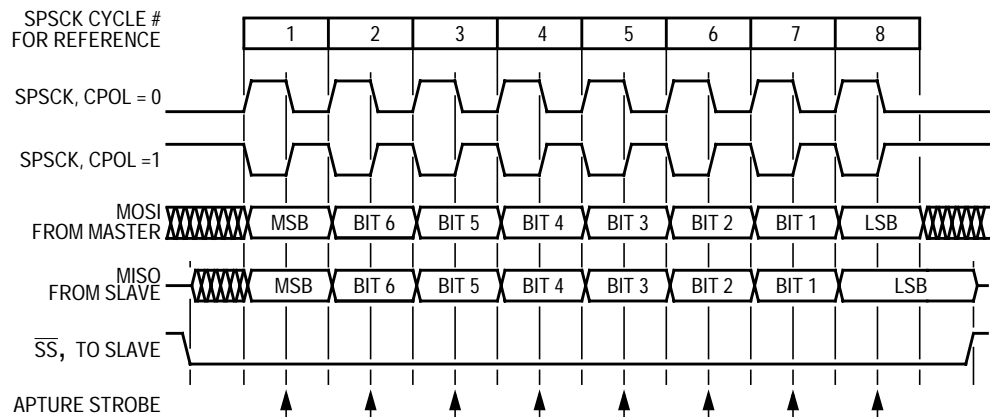 SPSCK CYCLE #
FOR REFERENCE
1 2 3 4 5 6 7 8
SPSCK, CPOL = 0
SPSCK, CPOL =1
MOSI
FROM MASTER
MSB BIT 6 BIT 5 BIT 4 BIT 3 BIT 2 BIT 1 LSB
MISO
FROM SLAVE
MSB BIT 6 BIT 5 BIT 4 BIT 3 BIT 2 BIT 1 LSB
SS, TO SLAVE
APTURE STROBE